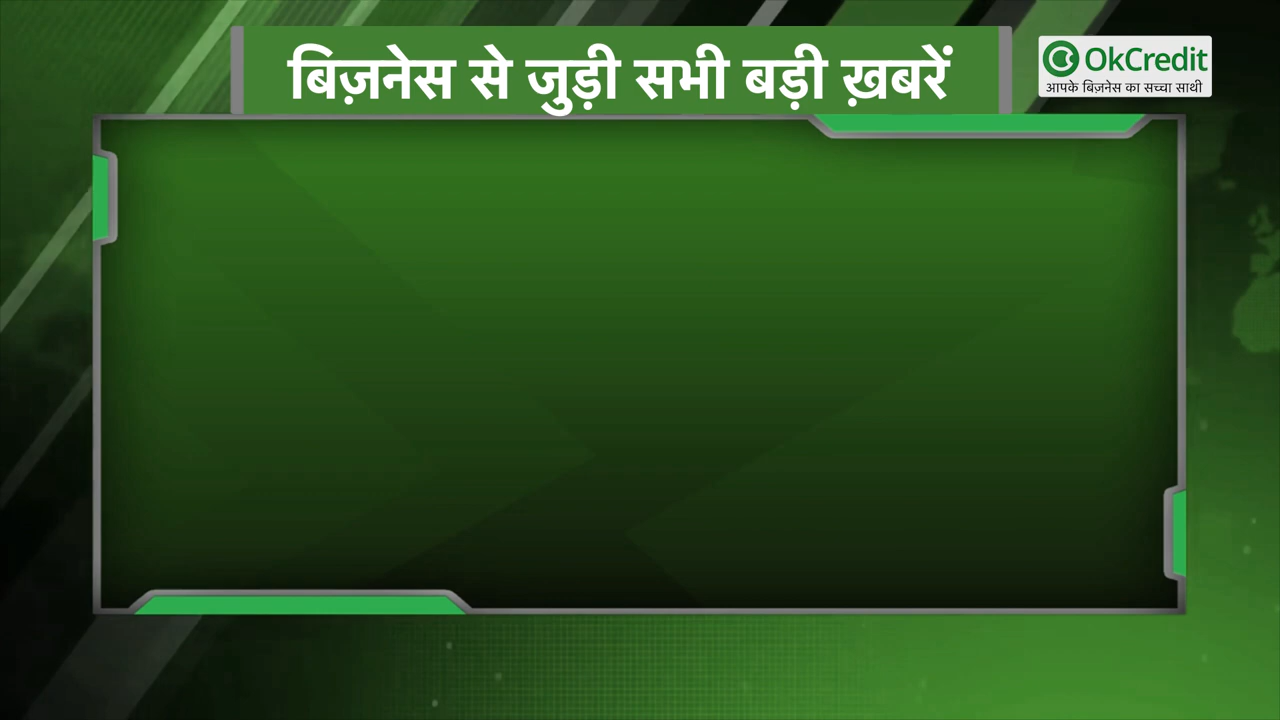 बिज़नेस से जुड़ी सभी बड़ी ख़बरें
OkCredit
आपके बिज़नेस का सच्चा साथी